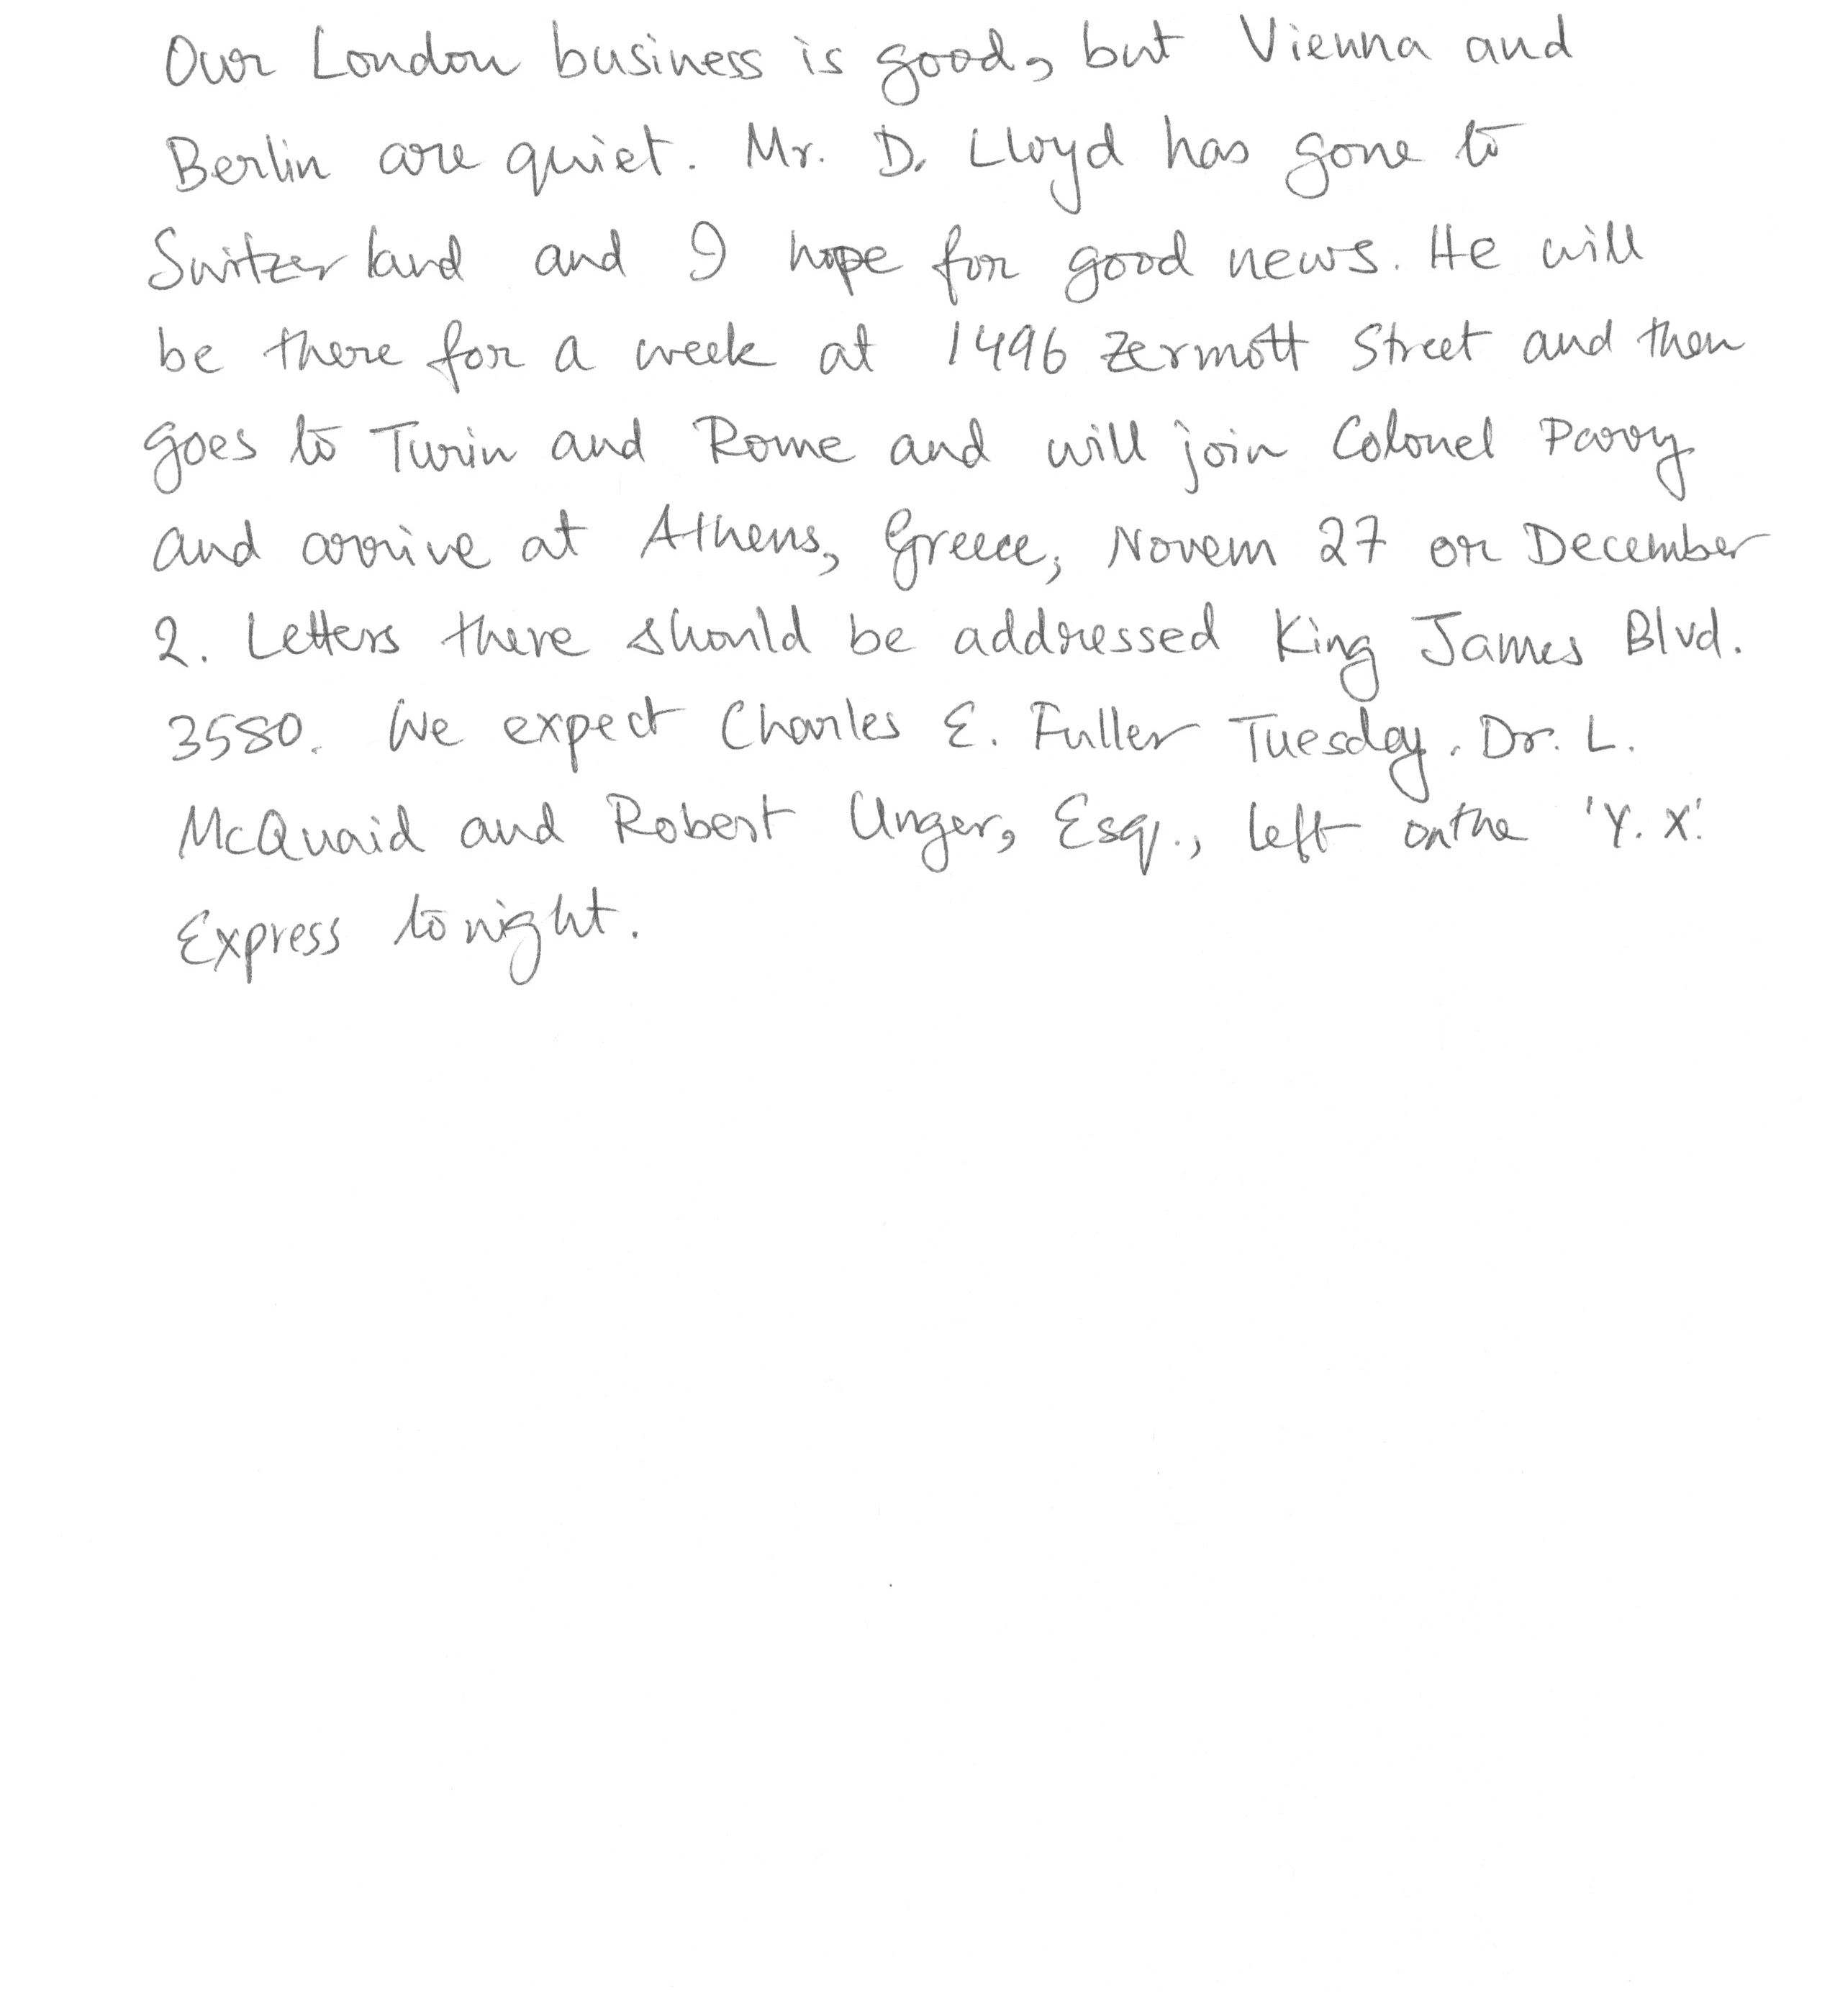 Our London business is good, but Vienna and
Berlin are quiet. Mr. D. Lloyd has gone to
Switzerland and I hope for good news. He will
be there for a week at 1496 Zermott Street and then
goes to Turin and Rome and will join Colonel Parry
and arrive at Athens, Greece, Novem 27 or December
2. Letters there should be addressed King James Blvd.
3580. We expect Charles E. Fuller Tuesday. Dr. L.
McQuaid and Robert Unger, Esq., left on the 'Y. X.'
Express tonight.